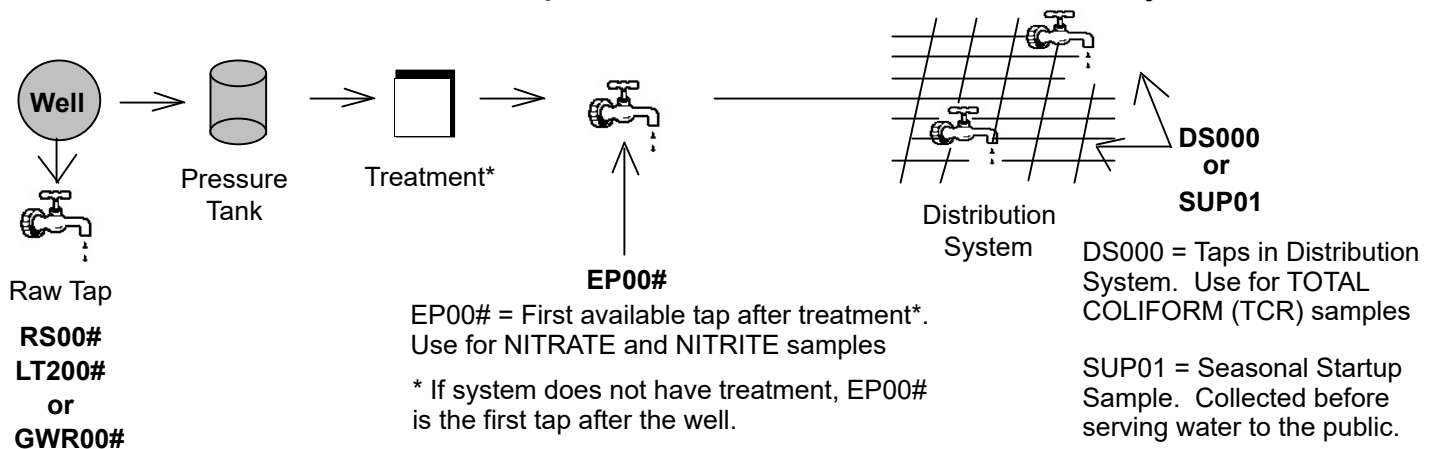 Well
Pressure
Tank
Treatment*
Raw Tap
RS00#
LT200#
or
GWR00#
EP00#
EP00# = First available tap after treatment*.
Use for NITRATE and NITRITE samples
* If system does not have treatment, EP00#
is the first tap after the well.
Distribution
System
DS000
or
SUP01
DS000 = Taps in Distribution
System. Use for TOTAL
COLIFORM (TCR) samples
SUP01 = Seasonal Startup
Sample. Collected before
serving water to the public.